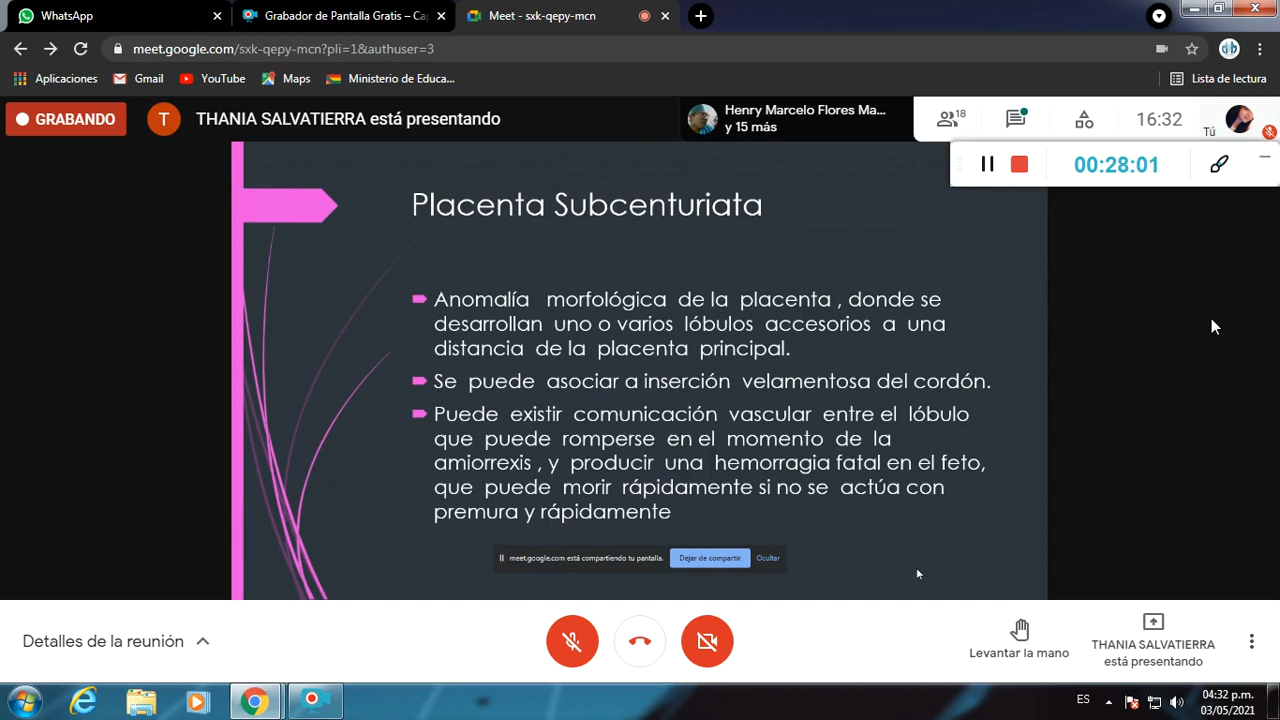 WhatsApp
Grabador de Pantalla Gratis – Ca
Meet - sxk-qepy-mcn
meet.google.com/sxk-qepy-mcn?pli=1&authuser=3
Aplicaciones
Gmail
YouTube
Maps
Ministerio de Educa...
Lista de lectura
GRABANDO
T
THANIA SALVATIERRA está presentando
Henry Marcelo Flores Ma...
y 15 más
18
16:32
Tú
00:28:01
Placenta Subcenturiata
Anomalía morfológica de la placenta , donde se
desarrollan uno o varios lóbulos accesorios a una
distancia de la placenta principal.
Se puede asociar a inserción velamentosa del cordón.
Puede existir comunicación vascular entre el lóbulo
que puede romperse en el momento de la
amiorrexis , y producir una hemorragia fatal en el feto,
que puede morir rápidamente si no se actúa con
premura y rápidamente
meet.google.com está compartiendo tu pantalla.
Dejar de compartir
Ocultar
Detalles de la reunión
Levantar la mano
THANIA SALVATIERRA
está presentando
ES
04:32 p.m.
03/05/2021